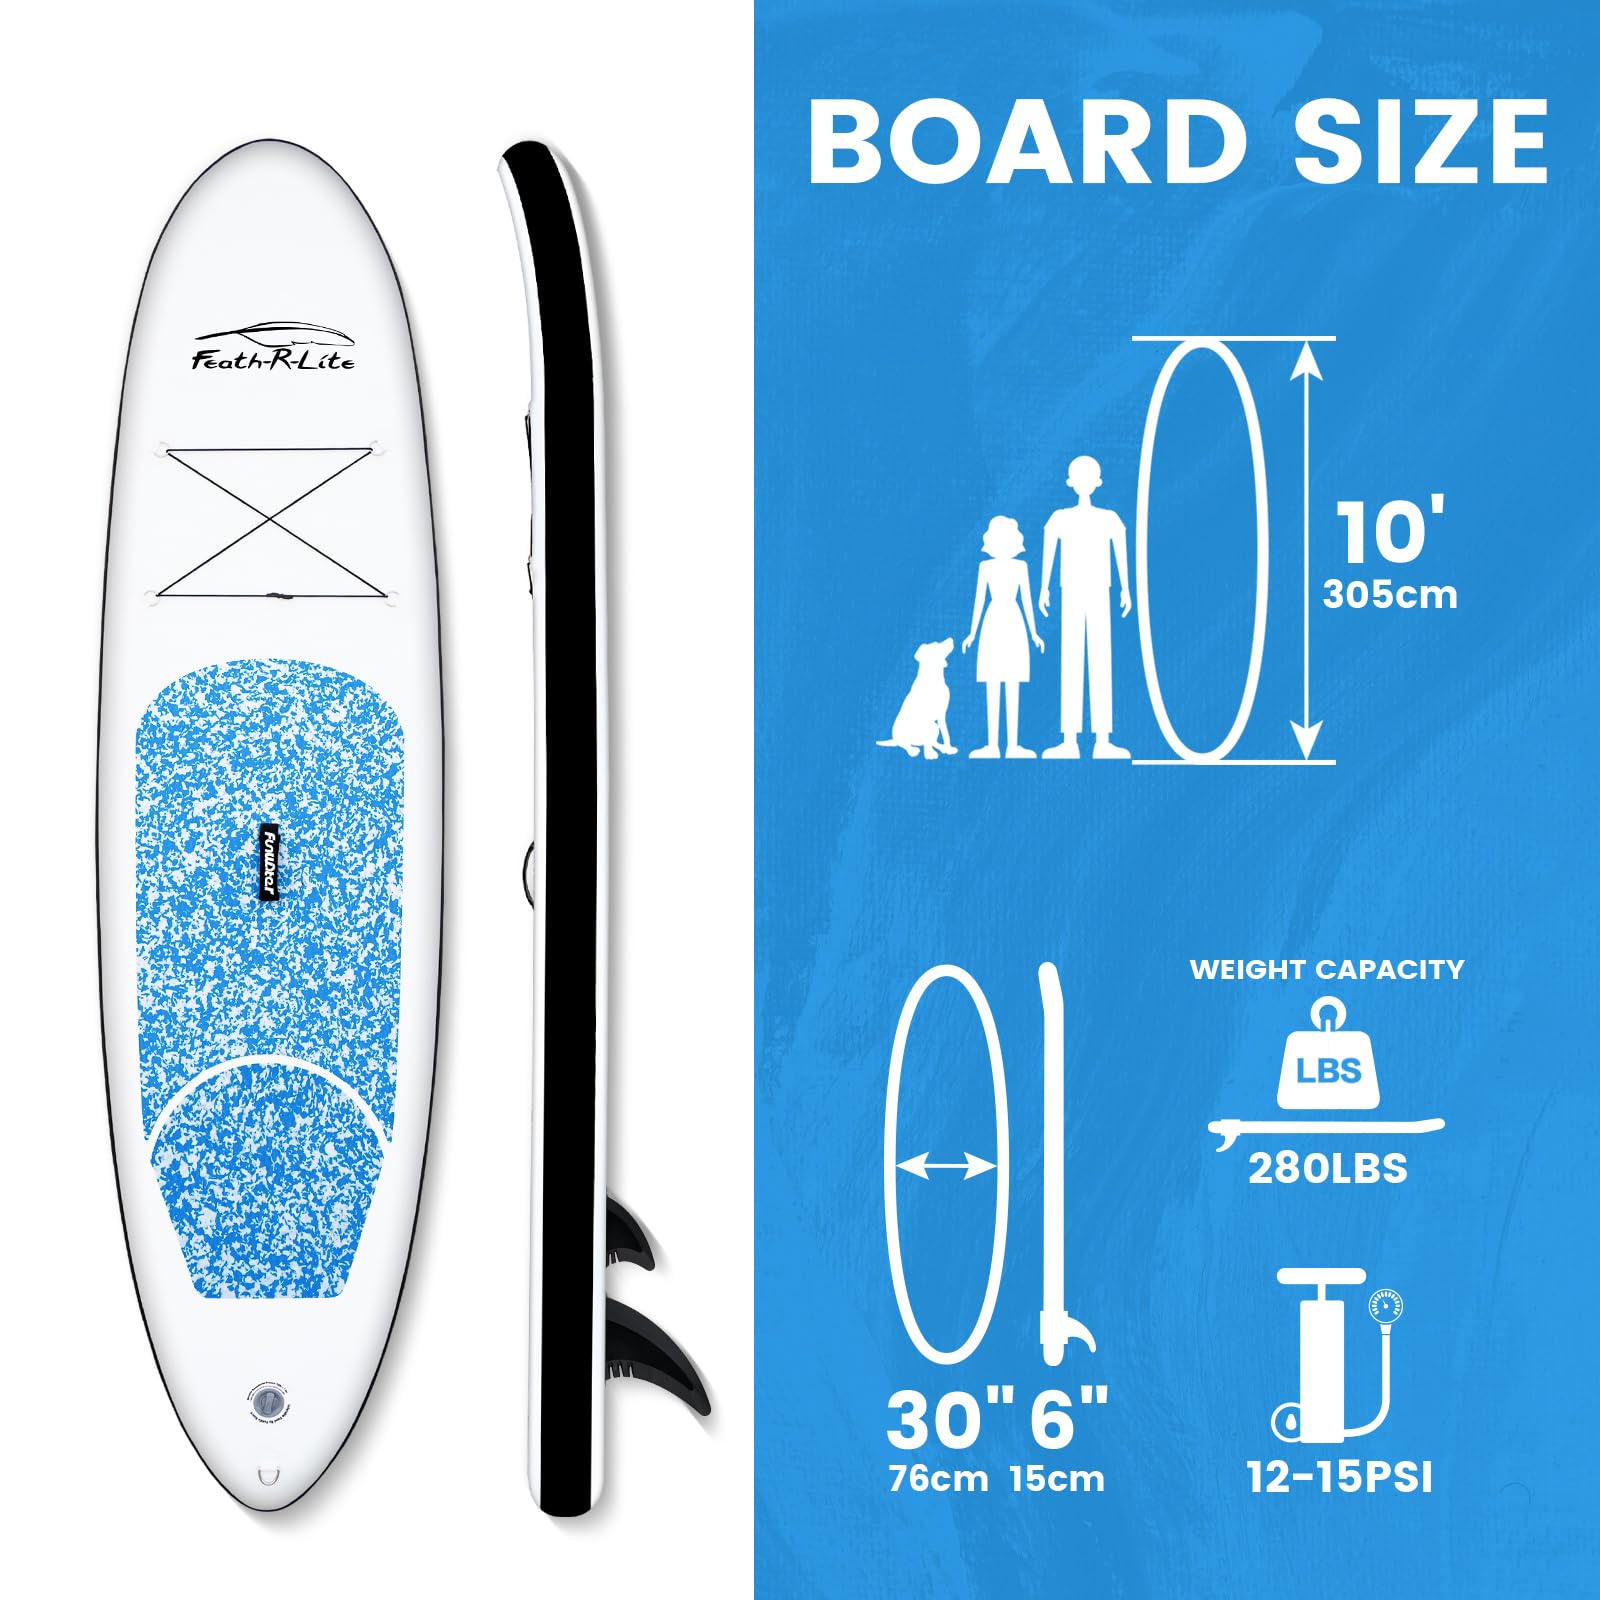 Feath-R-Lite
FunWater
BOARD SIZE
10'
305cm
WEIGHT CAPACITY
LBS
280LBS
30" 6"
76cm 15cm
12-15PSI